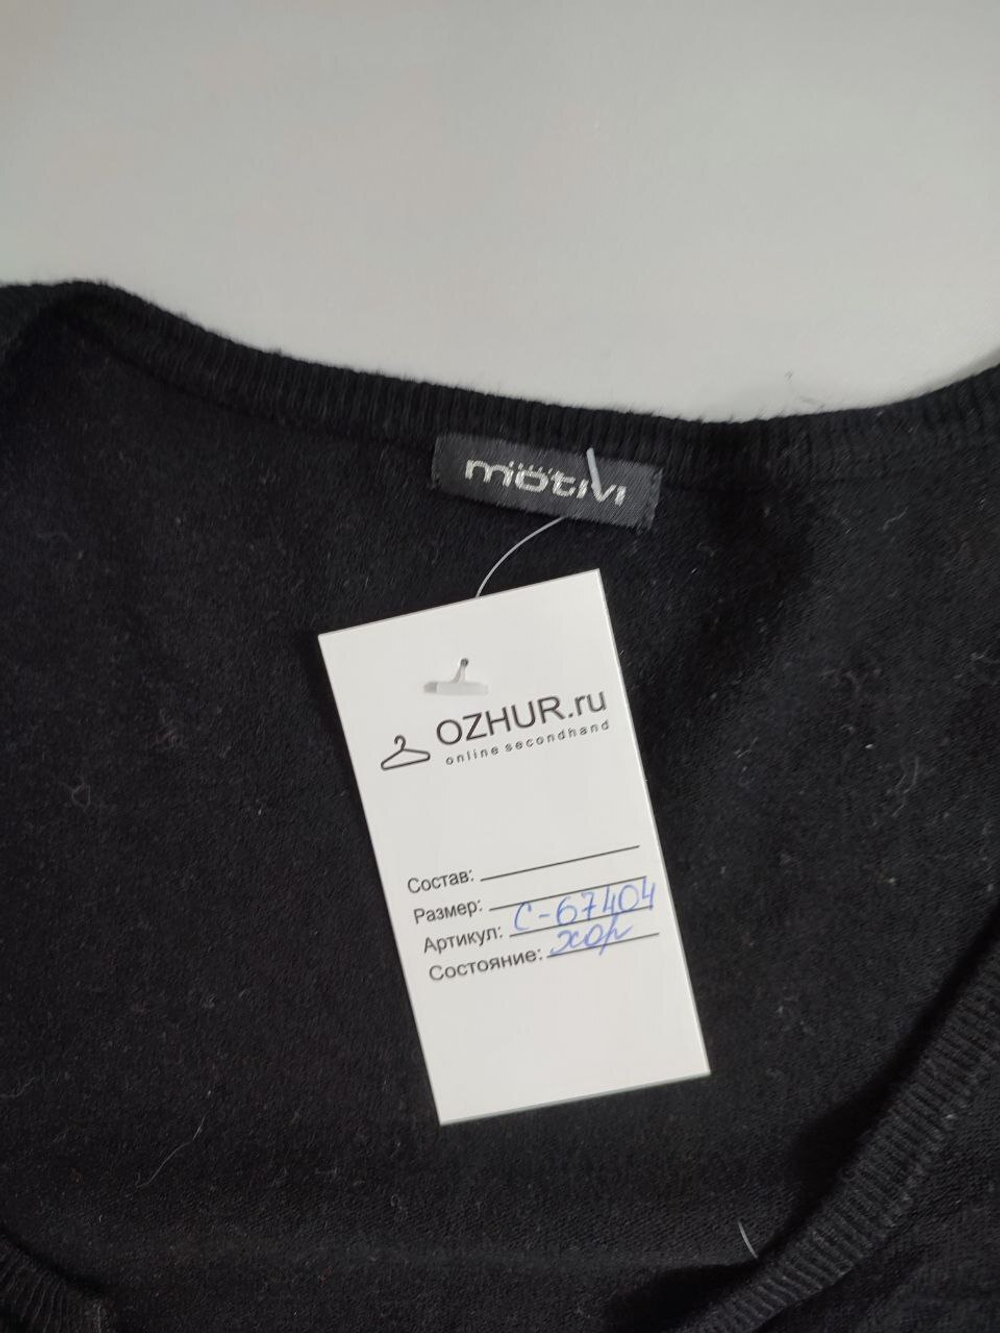 motivi
OZHUR.ru
online secondhand
Состав:
Размер:
Артикул: С-67404
Состояние: хор